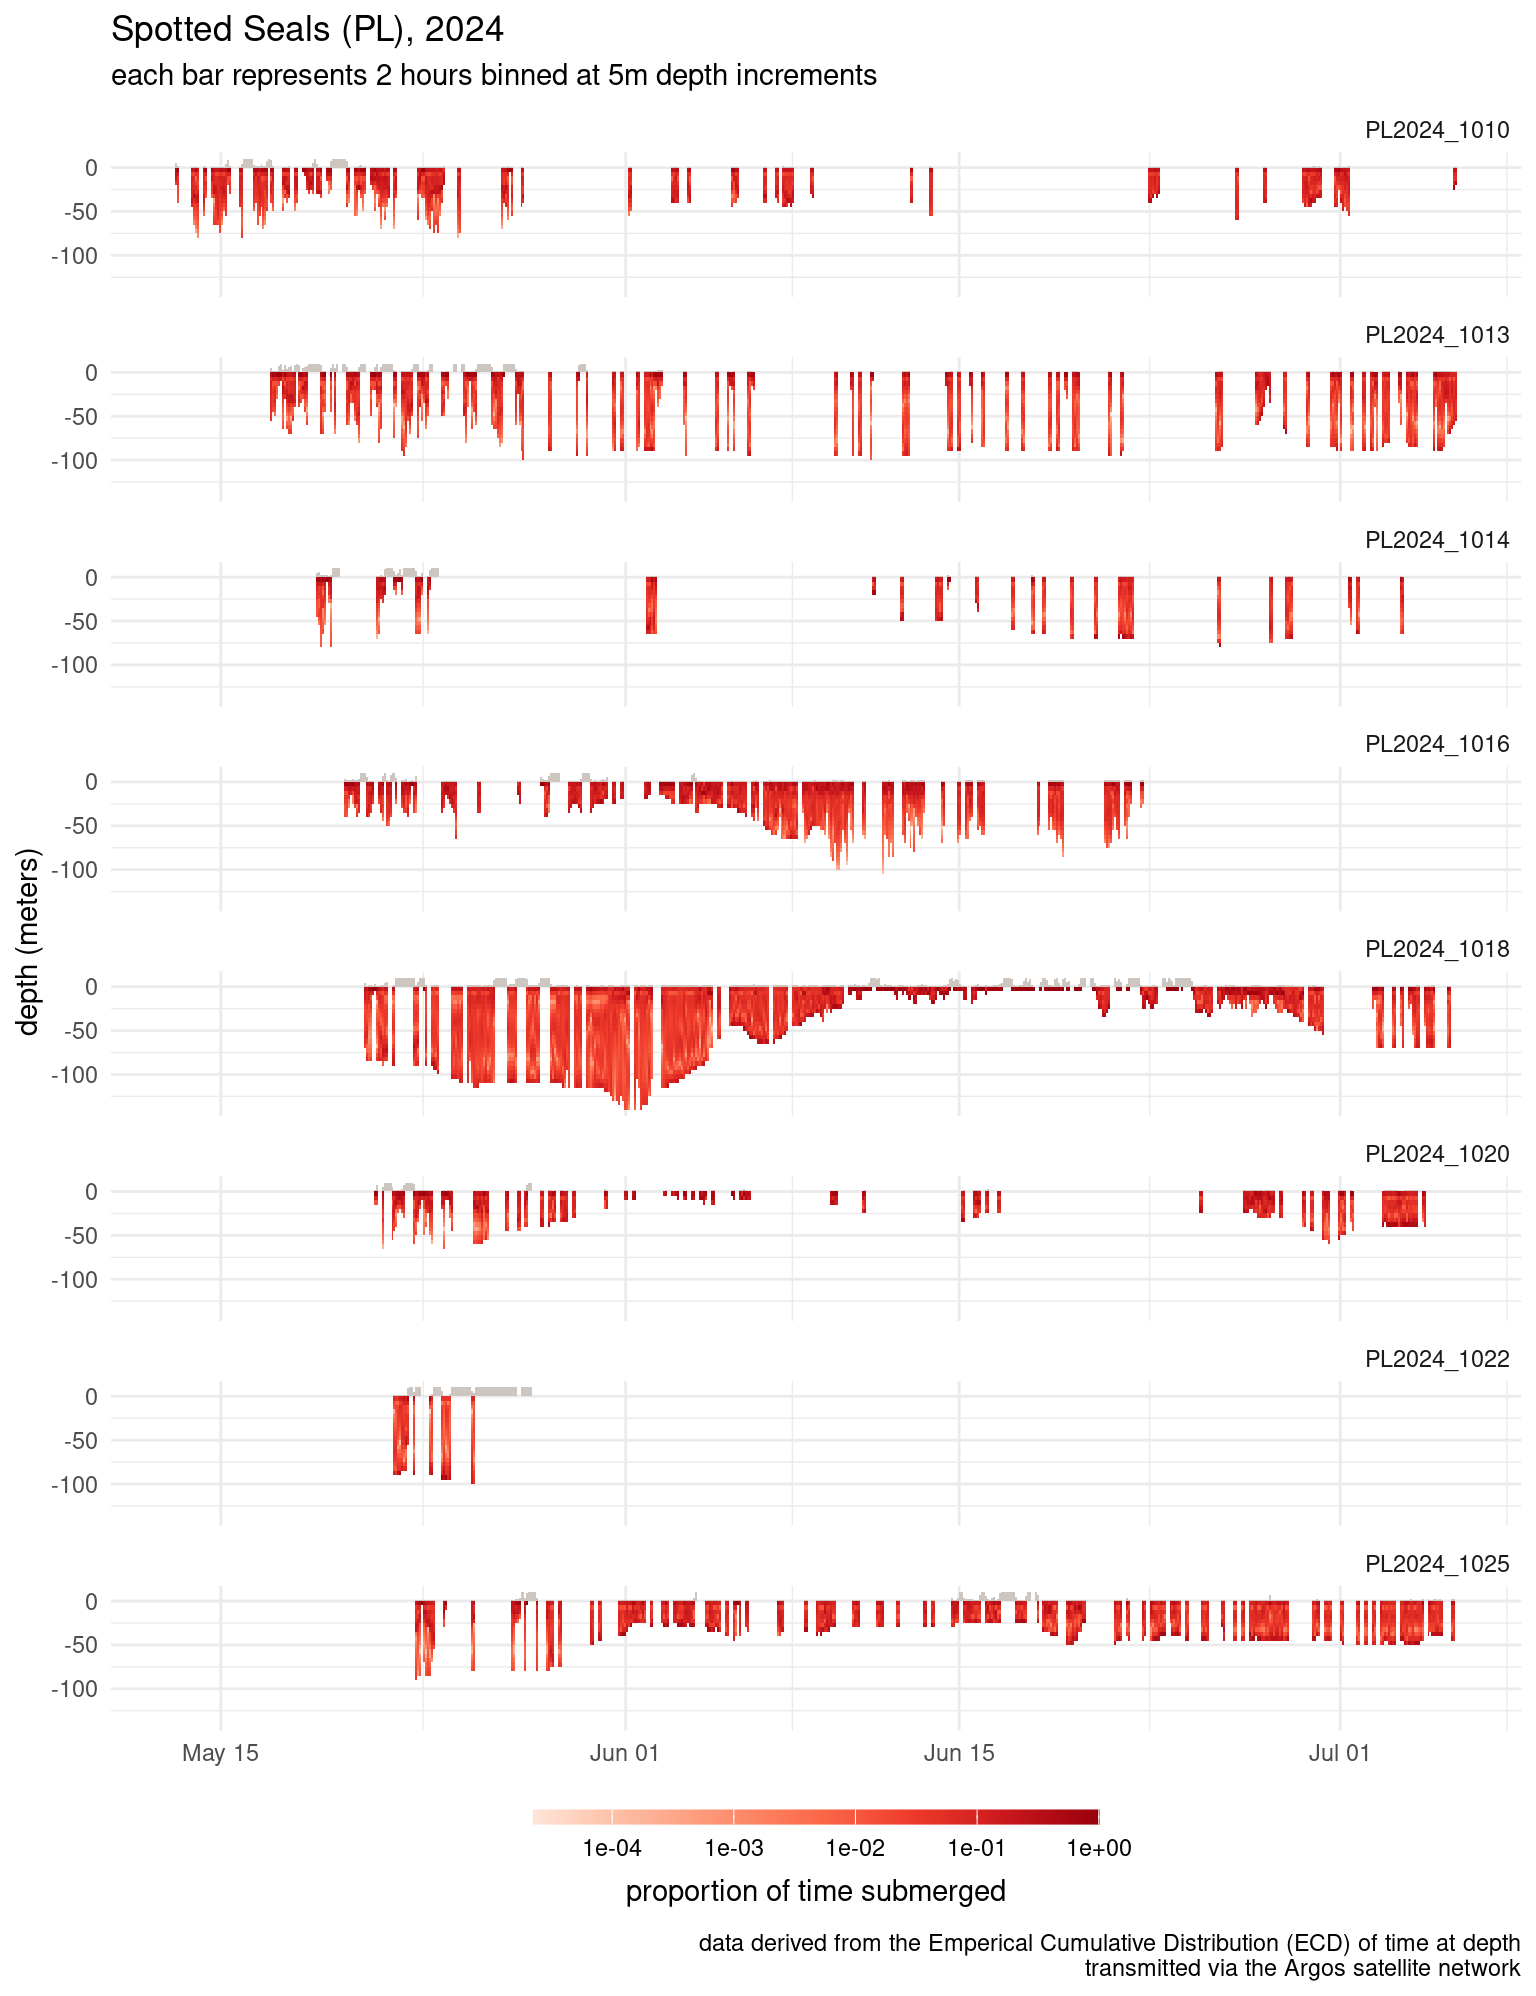 Spotted Seals (PL), 2024
each bar represents 2 hours binned at 5m depth increments
PL2024_1010
0
-50
-100
PL2024_1013
0
-50
-100
PL2024_1014
0
-50
-100
PL2024_1016
0
-50
-100
depth (meters)
PL2024_1018
0
-50
-100
PL2024_1020
0
-50
-100
PL2024_1022
0
-50
-100
PL2024_1025
0
-50
-100
May 15 Jun 01 Jun 15 Jul 01
1e-04 1e-03 1e-02 1e-01 1e+00
proportion of time submerged
data derived from the Emperical Cumulative Distribution (ECD) of time at depth
transmitted via the Argos satellite network